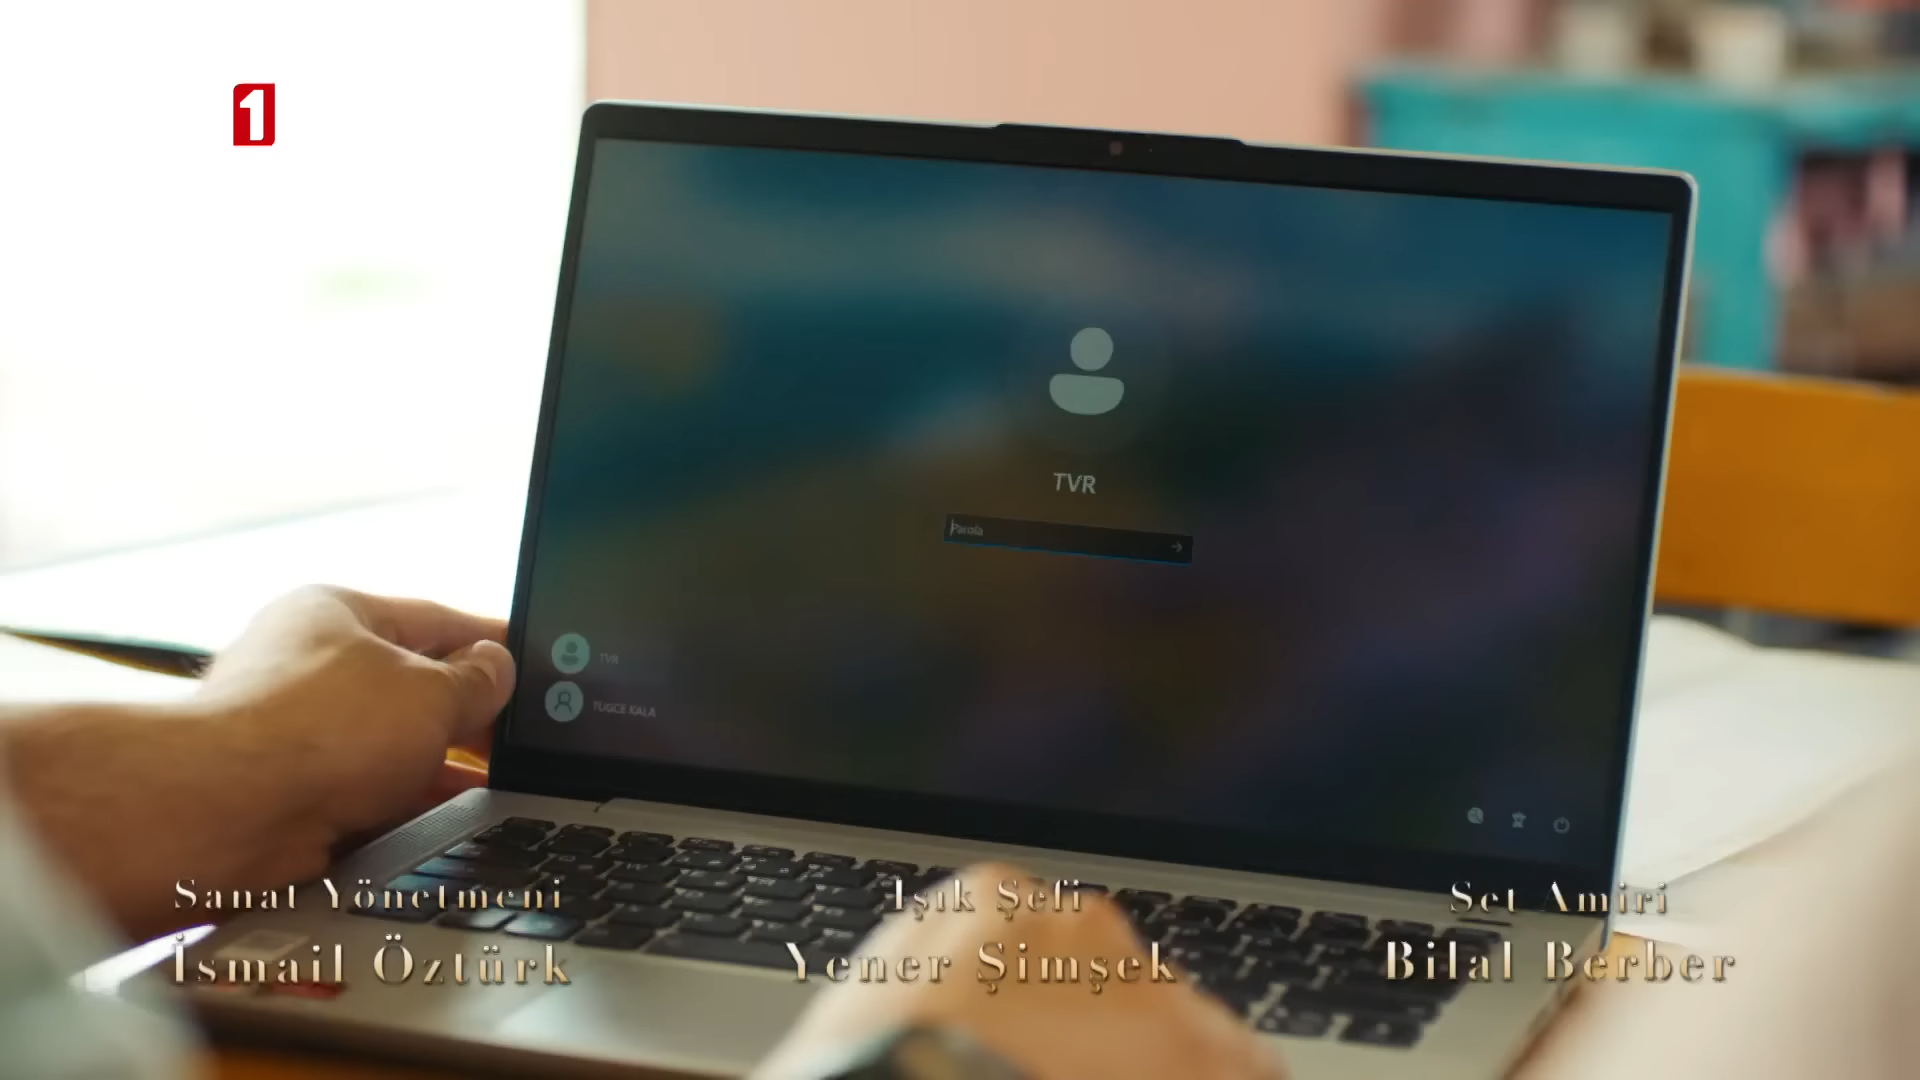 1
TVR
Parola
TVR
TUGCE KALA
Sanat Yönetmeni
Işık Şefi
Set Amiri
İsmail Öztürk
Yener Şimşek
Bilal Berber